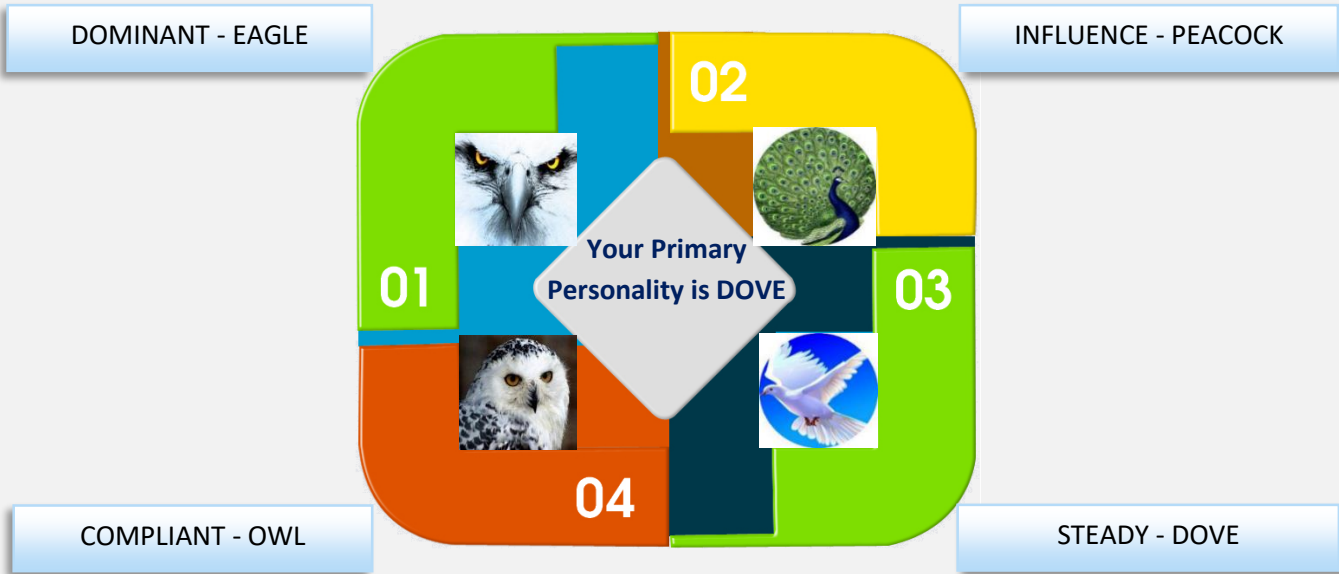 DOMINANT - EAGLE
INFLUENCE - PEACOCK
02
Your Primary
Personality is DOVE
01
03
04
COMPLIANT - OWL
STEADY - DOVE